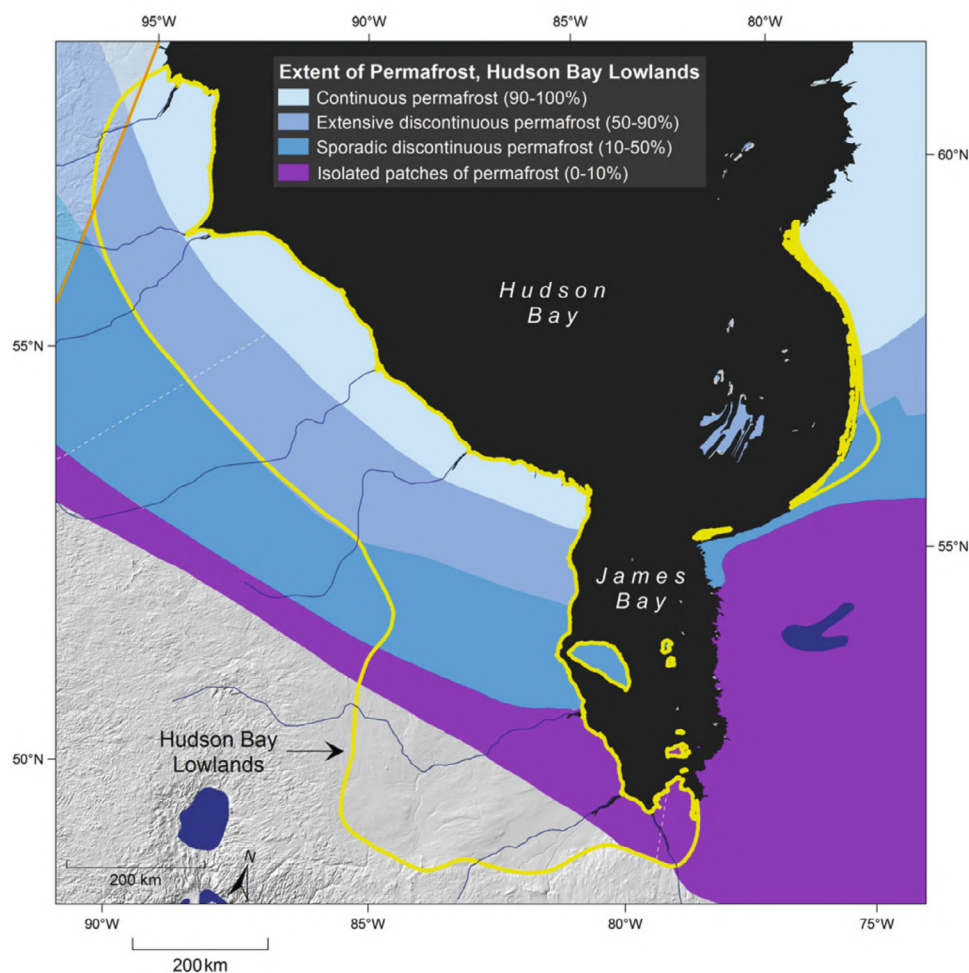 95°W
90°W
85°W
80°W
Extent of Permafrost, Hudson Bay Lowlands
Continuous permafrost (90-100%)
Extensive discontinuous permafrost (50-90%)
Sporadic discontinuous permafrost (10-50%)
Isolated patches of permafrost (0-10%)
60°N
Hudson
Bay
55°N
55°N
James
Bay
Hudson Bay
Lowlands
50°N
N
200 km
90°W
85°W
80°W
75°W
200 km